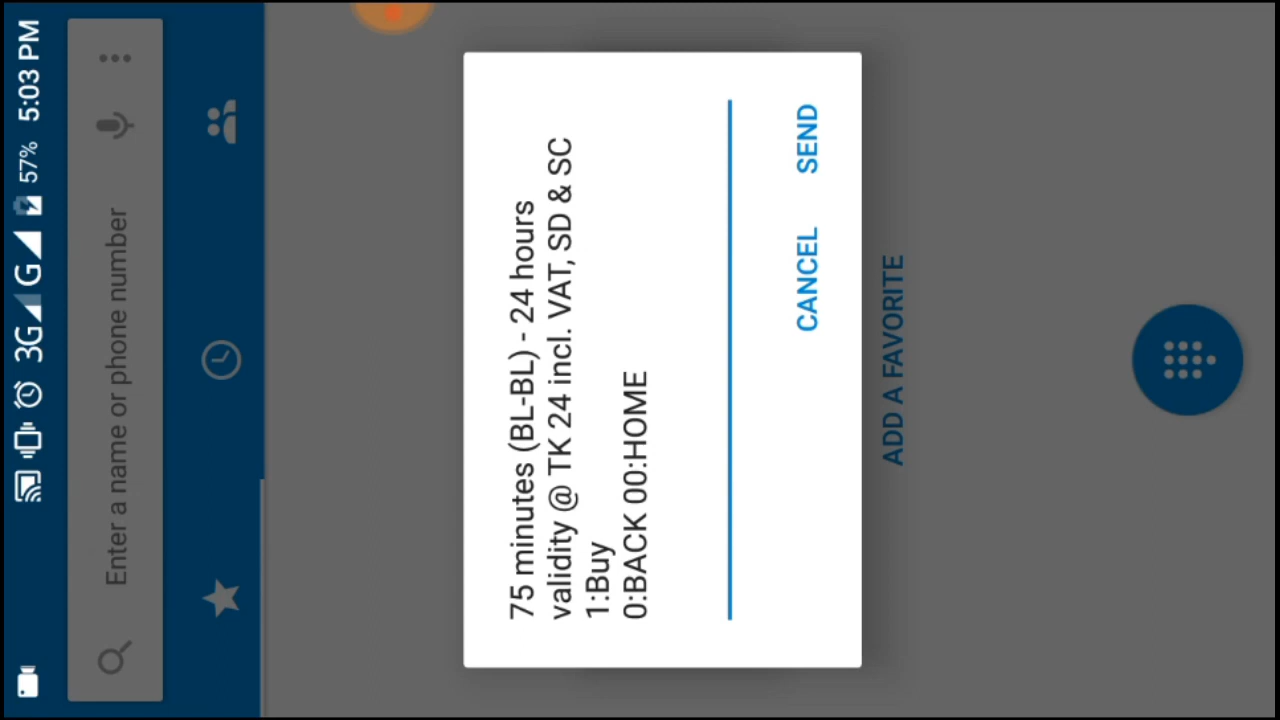 3G G 57% 5:03 PM
Enter a name or phone number
75 minutes (BL-BL) - 24 hours
validity @ TK 24 incl. VAT, SD & SC
1:Buy
0:BACK 00:HOME
CANCEL SEND
ADD A FAVORITE